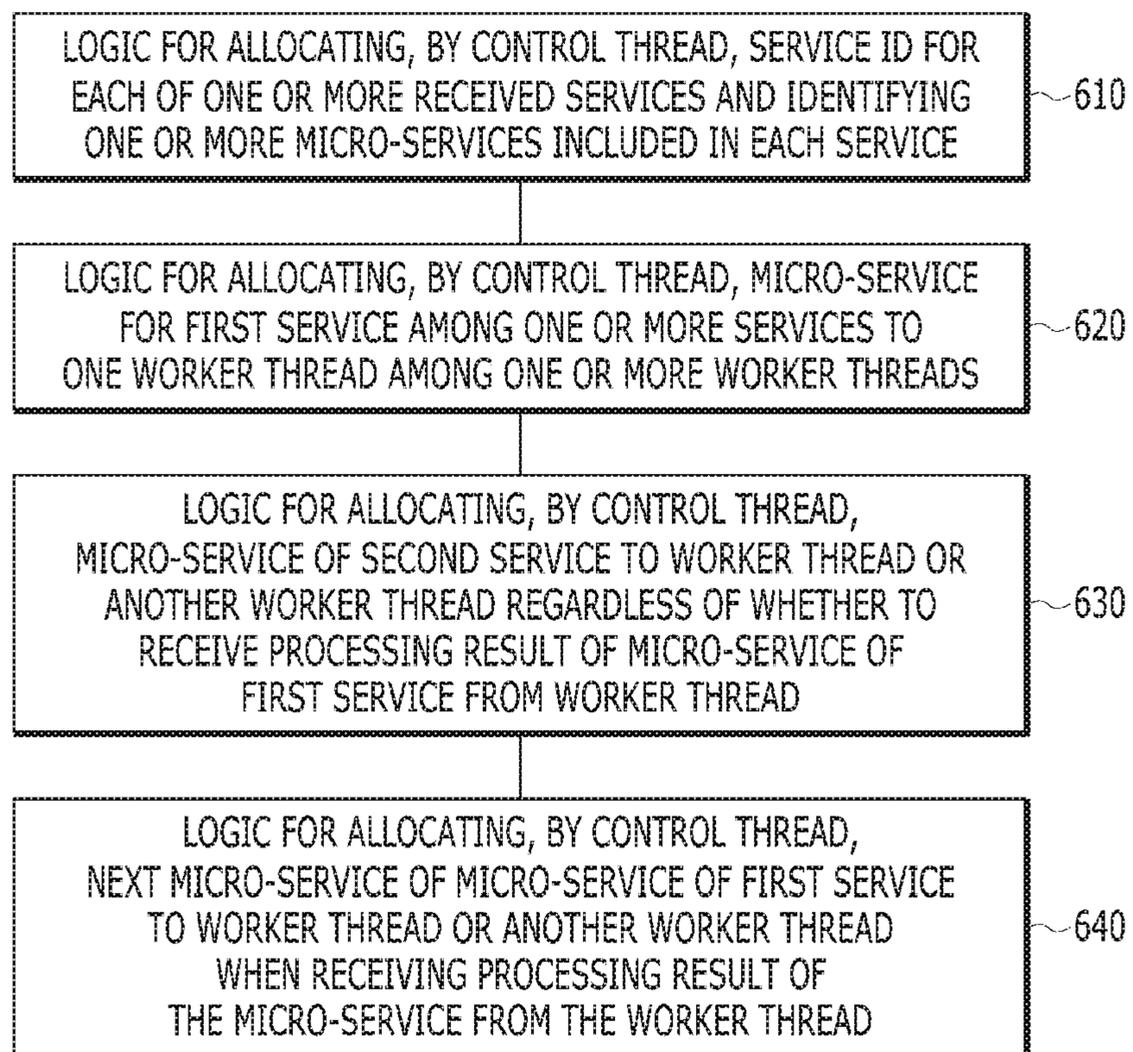 LOGIC FOR ALLOCATING, BY CONTROL THREAD, SERVICE ID FOR
EACH OF ONE OR MORE RECEIVED SERVICES AND IDENTIFYING
ONE OR MORE MICRO-SERVICES INCLUDED IN EACH SERVICE
610
LOGIC FOR ALLOCATING, BY CONTROL THREAD, MICRO-SERVICE
FOR FIRST SERVICE AMONG ONE OR MORE SERVICES TO
ONE WORKER THREAD AMONG ONE OR MORE WORKER THREADS
620
LOGIC FOR ALLOCATING, BY CONTROL THREAD,
MICRO-SERVICE OF SECOND SERVICE TO WORKER THREAD OR
ANOTHER WORKER THREAD REGARDLESS OF WHETHER TO
RECEIVE PROCESSING RESULT OF MICRO-SERVICE OF
FIRST SERVICE FROM WORKER THREAD
630
LOGIC FOR ALLOCATING, BY CONTROL THREAD,
NEXT MICRO-SERVICE OF MICRO-SERVICE OF FIRST SERVICE
TO WORKER THREAD OR ANOTHER WORKER THREAD
WHEN RECEIVING PROCESSING RESULT OF
THE MICRO-SERVICE FROM THE WORKER THREAD
640